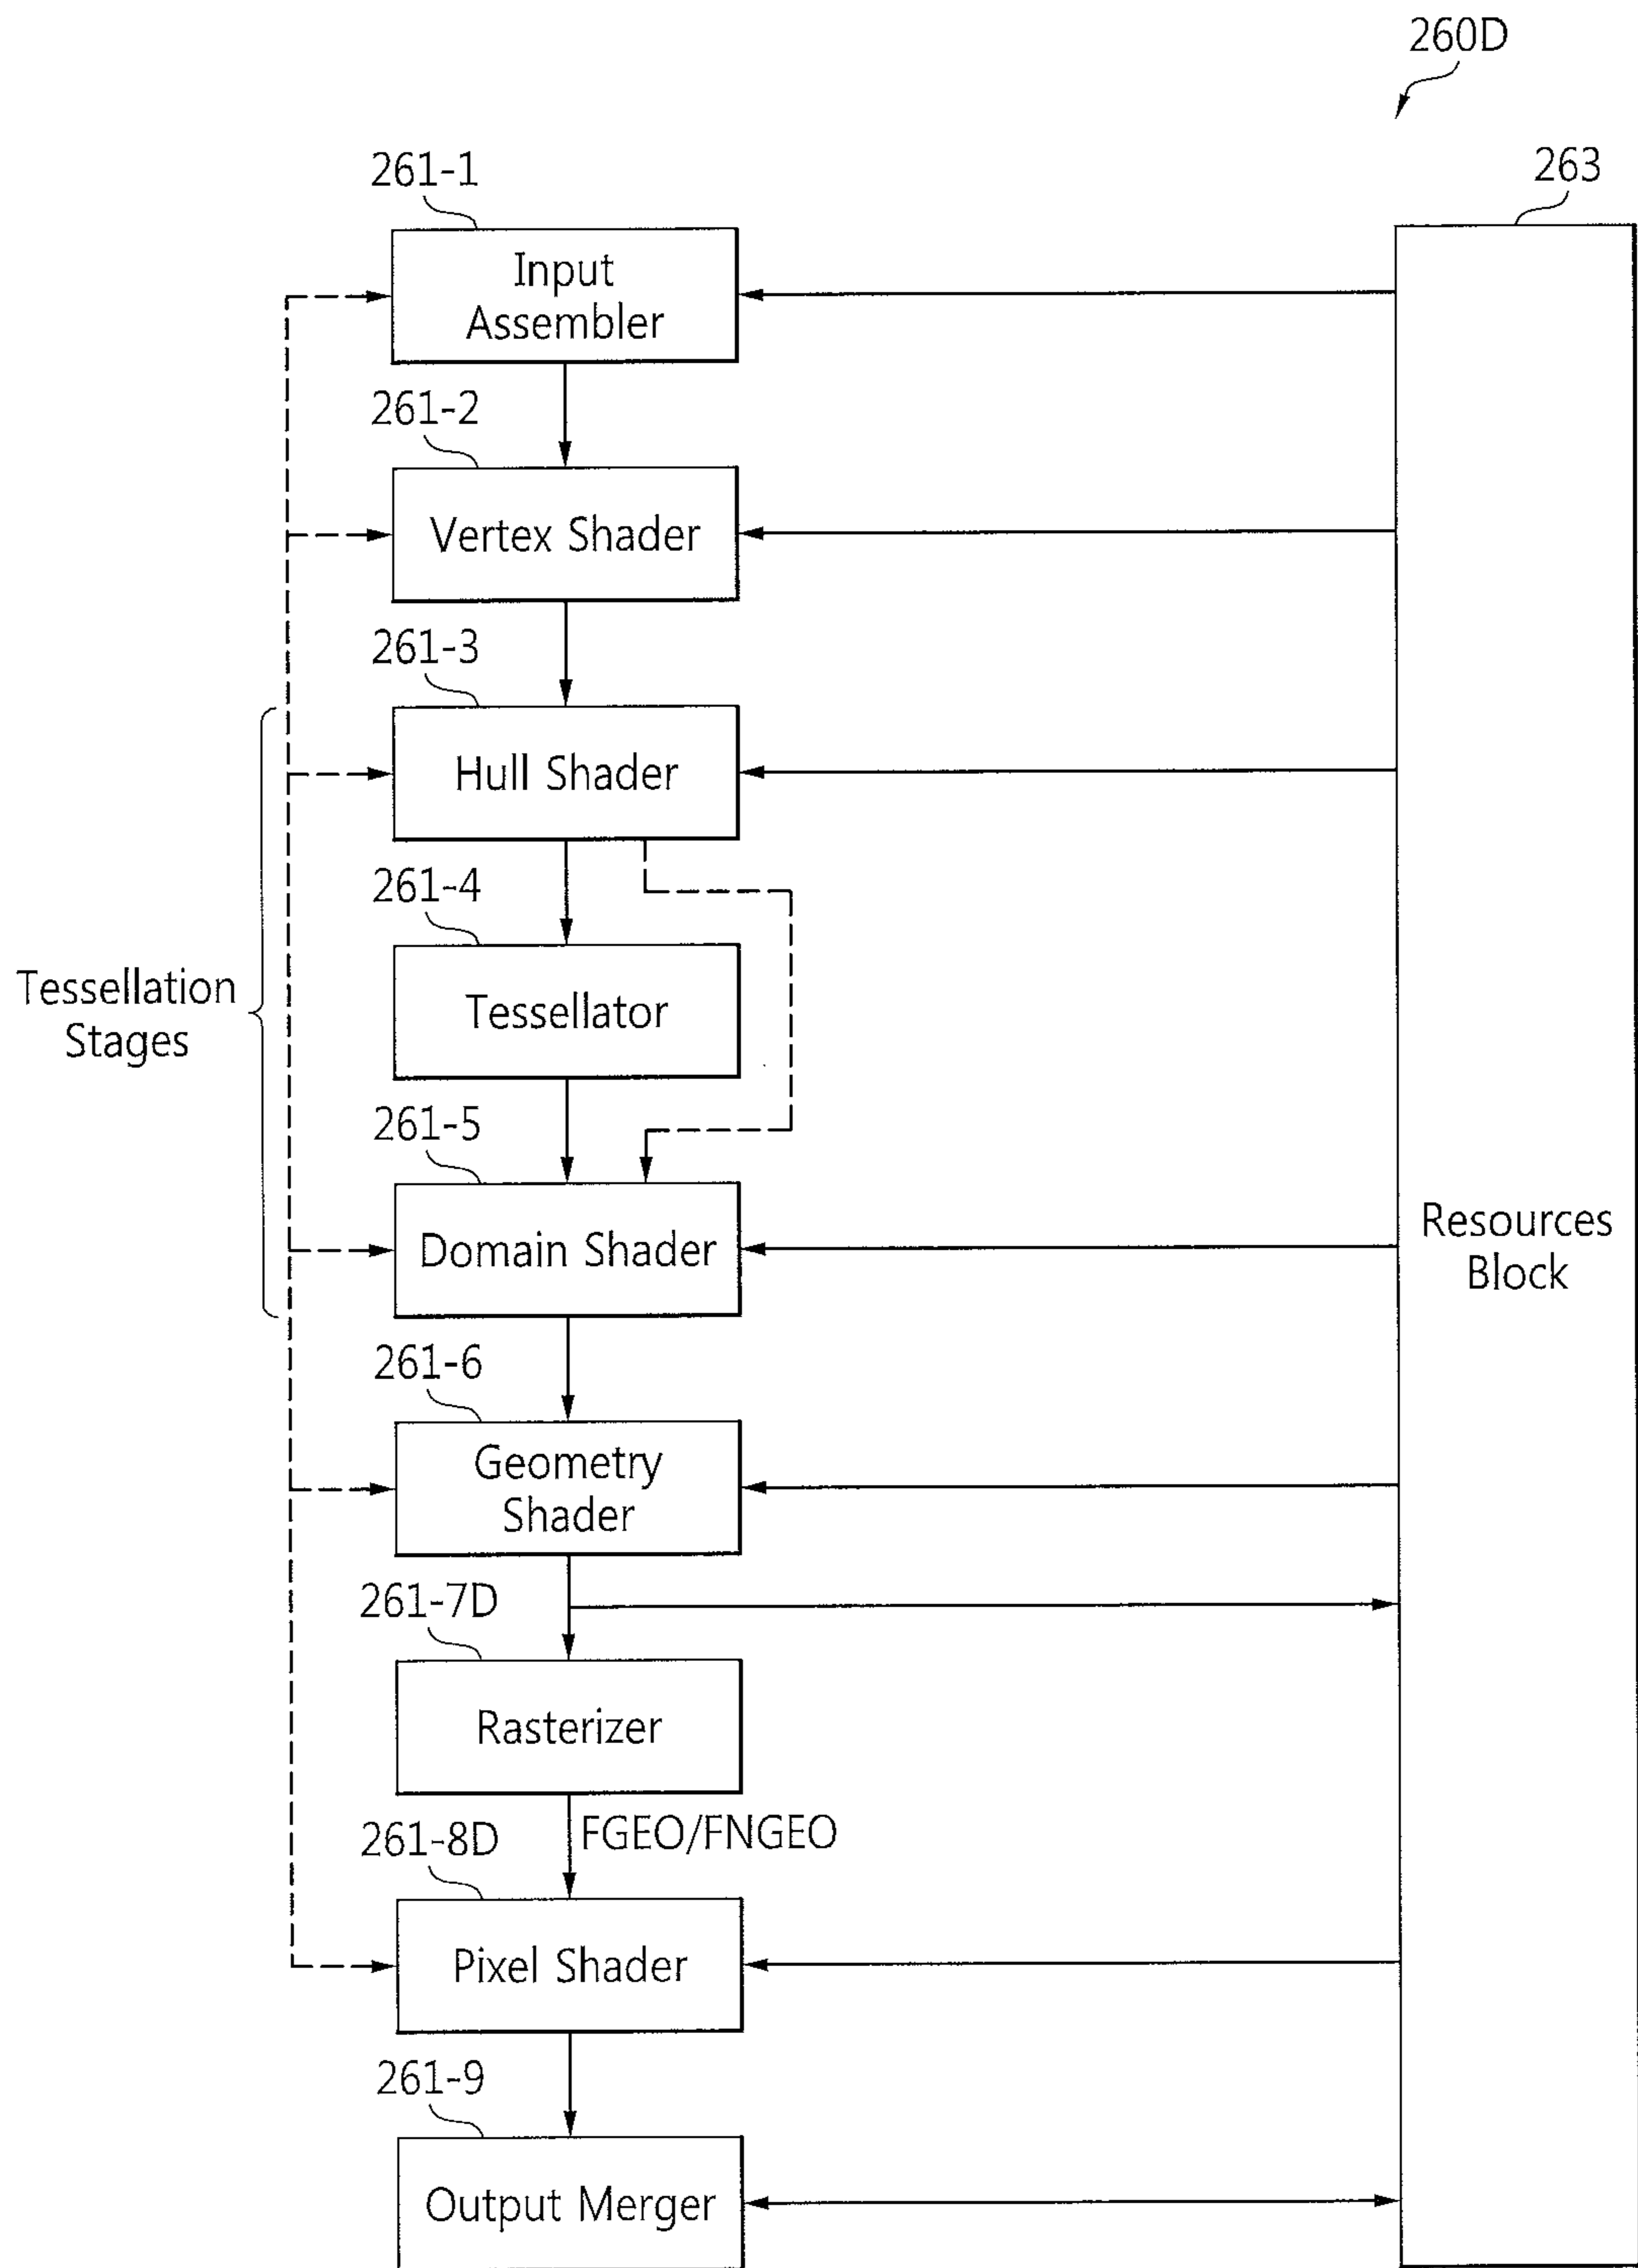 260D
263
261-1
Input
Assembler
261-2
Vertex Shader
261-3
Hull Shader
261-4
Tessellator
Tessellation
Stages
261-5
Domain Shader
Resources
Block
261-6
Geometry
Shader
261-7D
Rasterizer
FGEO/FNGEO
261-8D
Pixel Shader
261-9
Output Merger